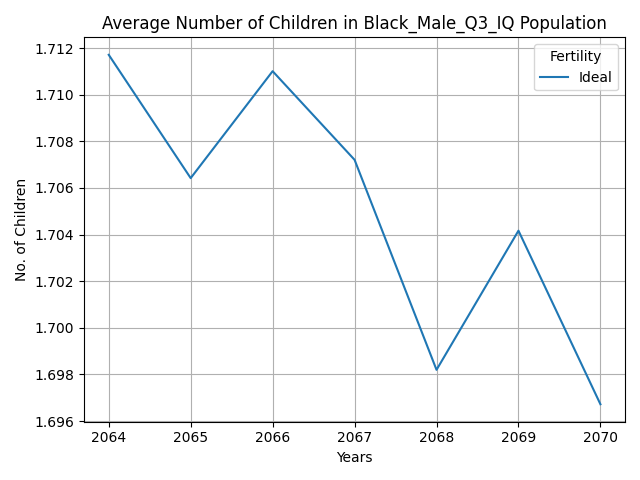 Average Number of Children in Black_Male_Q3_IQ Population
Fertility
Ideal
1.712
1.710
1.708
1.706
1.704
1.702
1.700
1.698
1.696
No. of Children
2064 2065 2066 2067 2068 2069 2070
Years